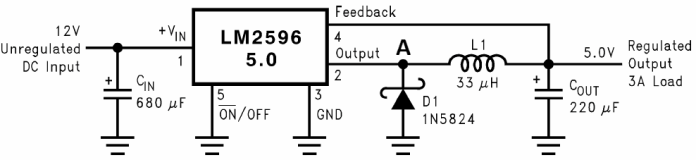 Feedback
12V
Unregulated
DC Input
+VIN
1
LM2596
5.0
4
Output
2
A
L1
33 μH
5.0V
Regulated
Output
3A Load
+
CIN
680 μF
5
ON/OFF
3
GND
D1
1N5824
+
COUT
220 μF